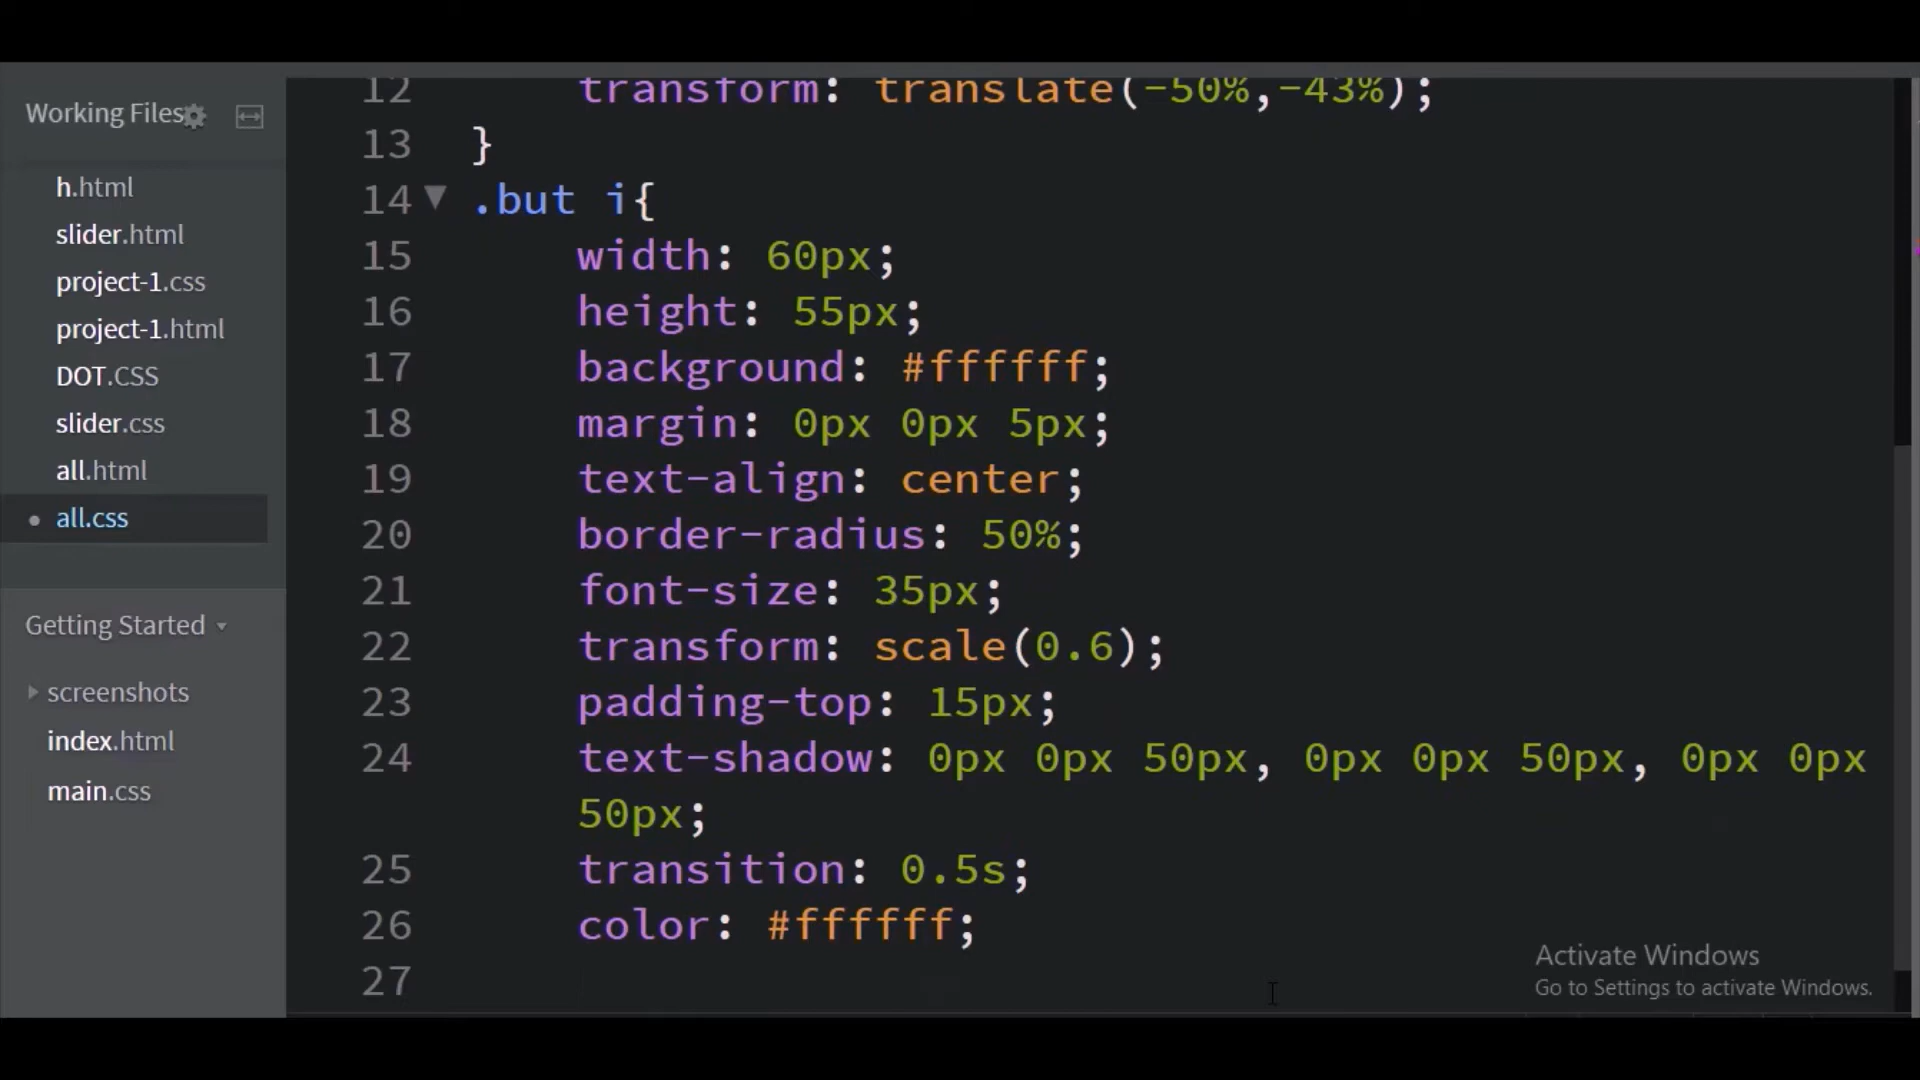 Working Files
h.html
slider.html
project-1.css
project-1.html
DOT.CSS
slider.css
all.html
all.css
Getting Started
screenshots
index.html
main.css
12 transform: translate(-50%,-43%);
13 }
14 .but i{
15 width: 60px;
16 height: 55px;
17 background: #ffffff;
18 margin: 0px 0px 5px;
19 text-align: center;
20 border-radius: 50%;
21 font-size: 35px;
22 transform: scale(0.6);
23 padding-top: 15px;
24 text-shadow: 0px 0px 50px, 0px 0px 50px, 0px 0px
50px;
25 transition: 0.5s;
26 color: #ffffff;
27
Activate Windows
Go to Settings to activate Windows.